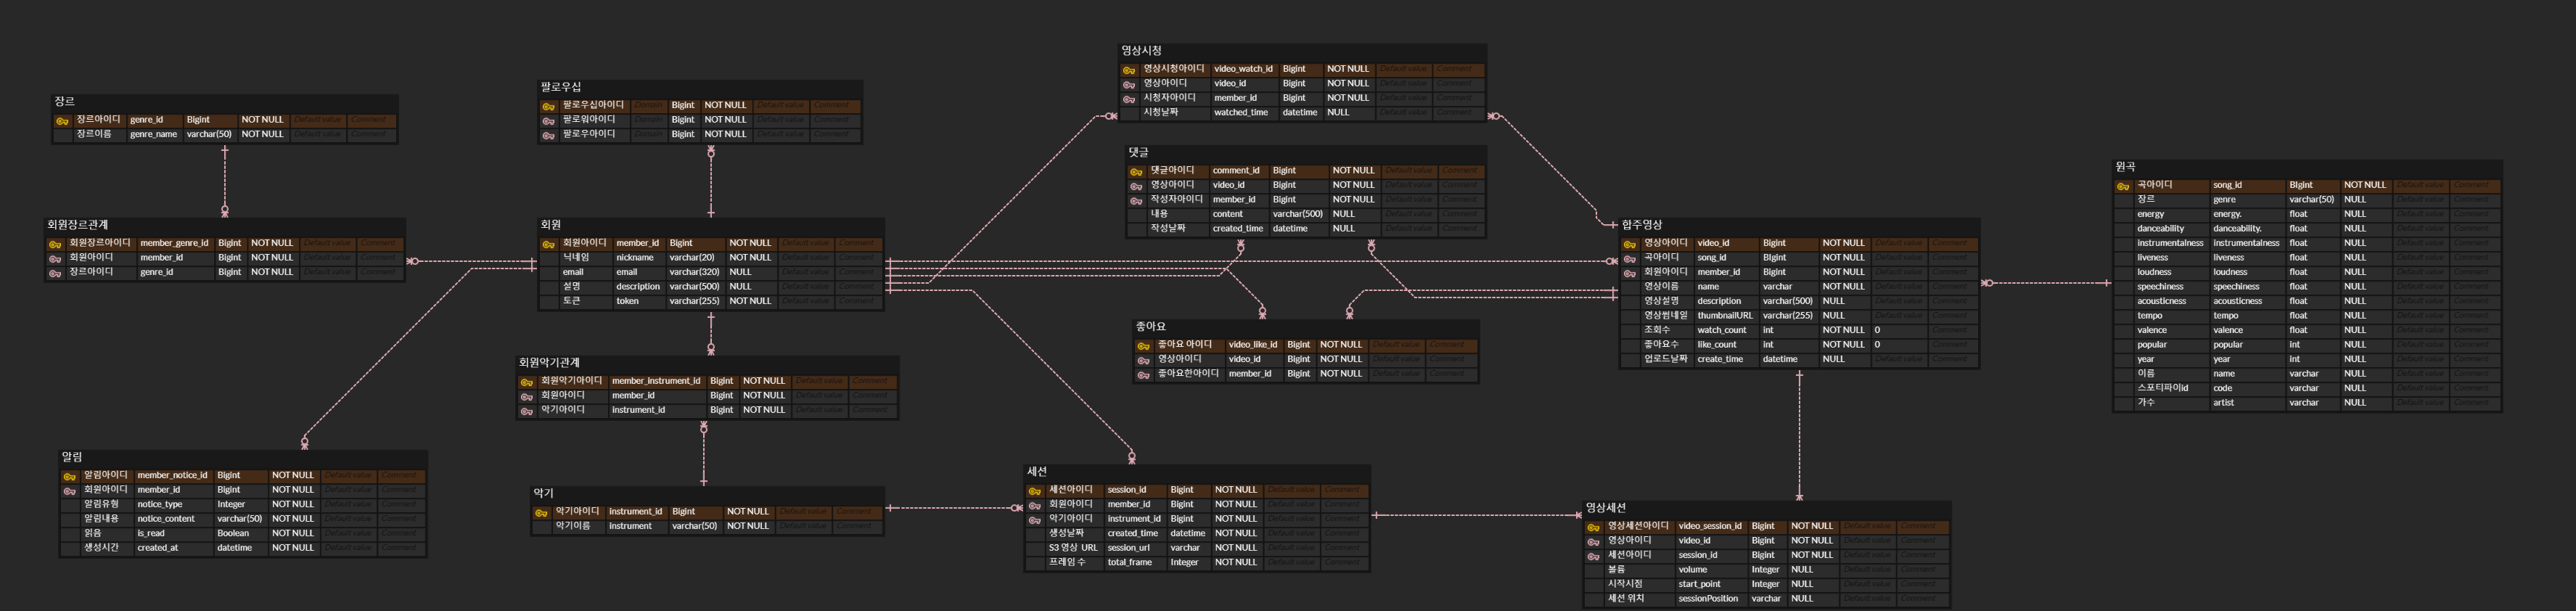 장르
장르아이디 genre_id Bigint NOT NULL Default value Comment
장르이름 genre_name varchar(50) NOT NULL Default value Comment
팔로우십
팔로우십아이디 Domain Bigint NOT NULL Default value Comment
팔로워아이디 Domain Bigint NOT NULL Default value Comment
팔로우아이디 Domain Bigint NOT NULL Default value Comment
영상시청
영상시청아이디 video_watch_id Bigint NOT NULL Default value Comment
영상아이디 video_id Bigint NOT NULL Default value Comment
시청자아이디 member_id Bigint NOT NULL Default value Comment
시청날짜 watched_time datetime NULL Default value Comment
댓글
댓글아이디 comment_id Bigint NOT NULL Default value Comment
영상아이디 video_id Bigint NOT NULL Default value Comment
작성자아이디 member_id Bigint NOT NULL Default value Comment
내용 content varchar(500) NULL Default value Comment
작성날짜 created_time datetime NULL Default value Comment
원곡
곡아이디 song_id BIgint NOT NULL Default value Comment
장르 genre varchar(50) NULL Default value Comment
energy energy. float NULL Default value Comment
danceability danceability. float NULL Default value Comment
instrumentalness instrumentalness float NULL Default value Comment
liveness liveness float NULL Default value Comment
loudness loudness float NULL Default value Comment
speechiness speechiness float NULL Default value Comment
acousticness acousticness float NULL Default value Comment
tempo tempo float NULL Default value Comment
valence valence float NULL Default value Comment
popular popular int NULL Default value Comment
year year int NULL Default value Comment
이름 name varchar NULL Default value Comment
스포티파이id code varchar NULL Default value Comment
가수 artist varchar NULL Default value Comment
회원장르관계
회원장르아이디 member_genre_id Bigint NOT NULL Default value Comment
회원아이디 member_id Bigint NOT NULL Default value Comment
장르아이디 genre_id Bigint NOT NULL Default value Comment
회원
회원아이디 member_id Bigint NOT NULL Default value Comment
닉네임 nickname varchar(20) NOT NULL Default value Comment
email email varchar(320) NULL Default value Comment
설명 description varchar(500) NULL Default value Comment
토큰 token varchar(255) NOT NULL Default value Comment
합주영상
영상아이디 video_id Bigint NOT NULL Default value Comment
곡아이디 song_id BIgint NOT NULL Default value Comment
회원아이디 member_id Bigint NOT NULL Default value Comment
영상이름 name varchar NOT NULL Default value Comment
영상설명 description varchar(500) NULL Default value Comment
영상썸네일 thumbnailURL varchar(255) NULL Default value Comment
조회수 watch_count int NOT NULL 0 Comment
좋아요수 like_count int NOT NULL 0 Comment
업로드날짜 create_time datetime NULL Default value Comment
좋아요
좋아요 아이디 video_like_id Bigint NOT NULL Default value Comment
영상아이디 video_id Bigint NOT NULL Default value Comment
좋아요한아이디 member_id Bigint NOT NULL Default value Comment
회원악기관계
회원악기아이디 member_instrument_id Bigint NOT NULL Default value Comment
회원아이디 member_id Bigint NOT NULL Default value Comment
악기아이디 instrument_id Bigint NOT NULL Default value Comment
알림
알림아이디 member_notice_id Bigint NOT NULL Default value Comment
회원아이디 member_id Bigint NOT NULL Default value Comment
알림유형 notice_type Integer NOT NULL Default value Comment
알림내용 notice_content varchar(50) NOT NULL Default value Comment
읽음 is_read Boolean NOT NULL Default value Comment
생성시간 created_at datetime NOT NULL Default value Comment
악기
악기아이디 instrument_id Bigint NOT NULL Default value Comment
악기이름 instrument varchar(50) NOT NULL Default value Comment
세션
세션아이디 session_id Bigint NOT NULL Default value Comment
회원아이디 member_id Bigint NOT NULL Default value Comment
악기아이디 instrument_id Bigint NOT NULL Default value Comment
생성날짜 created_time datetime NOT NULL Default value Comment
S3 영상 URL session_url varchar NOT NULL Default value Comment
프레임 수 total_frame Integer NOT NULL Default value Comment
영상세션
영상세션아이디 video_session_id Bigint NOT NULL Default value Comment
영상아이디 video_id Bigint NOT NULL Default value Comment
세션아이디 session_id Bigint NOT NULL Default value Comment
볼륨 volume Integer NULL Default value Comment
시작시점 start_point Integer NULL Default value Comment
세션 위치 sessionPosition varchar NULL Default value Comment